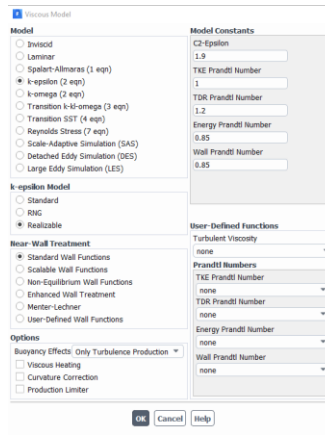 Viscous Model
Model
Inviscid
Laminar
Spalart-Allmaras (1 eqn)
k-epsilon (2 eqn)
k-omega (2 eqn)
Transition k-kl-omega (3 eqn)
Transition SST (4 eqn)
Reynolds Stress (7 eqn)
Scale-Adaptive Simulation (SAS)
Detached Eddy Simulation (DES)
Large Eddy Simulation (LES)
k-epsilon Model
Standard
RNG
Realizable
Near-Wall Treatment
Standard Wall Functions
Scalable Wall Functions
Non-Equilibrium Wall Functions
Enhanced Wall Treatment
Menter-Lechner
User-Defined Wall Functions
Options
Buoyancy Effects Only Turbulence Production
Viscous Heating
Curvature Correction
Production Limiter
Model Constants
C2-Epsilon
1.9
TKE Prandtl Number
1
TDR Prandtl Number
1.2
Energy Prandtl Number
0.85
Wall Prandtl Number
0.85
User-Defined Functions
Turbulent Viscosity
none
Prandtl Numbers
TKE Prandtl Number
none
TDR Prandtl Number
none
Energy Prandtl Number
none
Wall Prandtl Number
none
OK Cancel Help